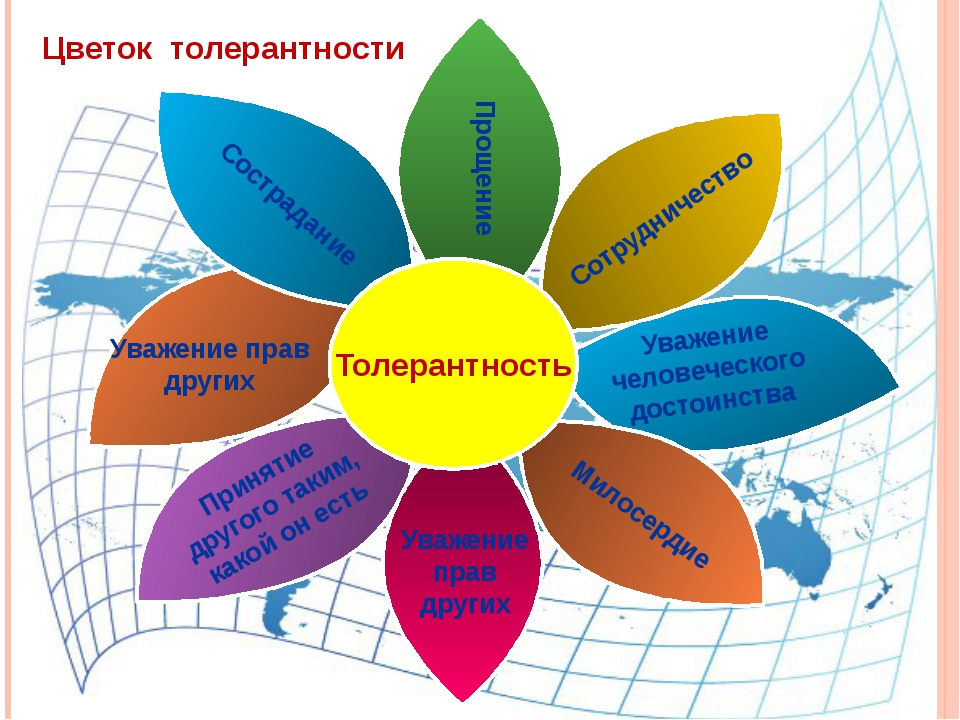 Цветок толерантности
Прощение
Сострадание
Сотрудничество
Уважение прав
других
Толерантность
Уважение
человеческого
достоинства
Принятие
другого таким,
какой он есть
Милосердие
Уважение
прав
других